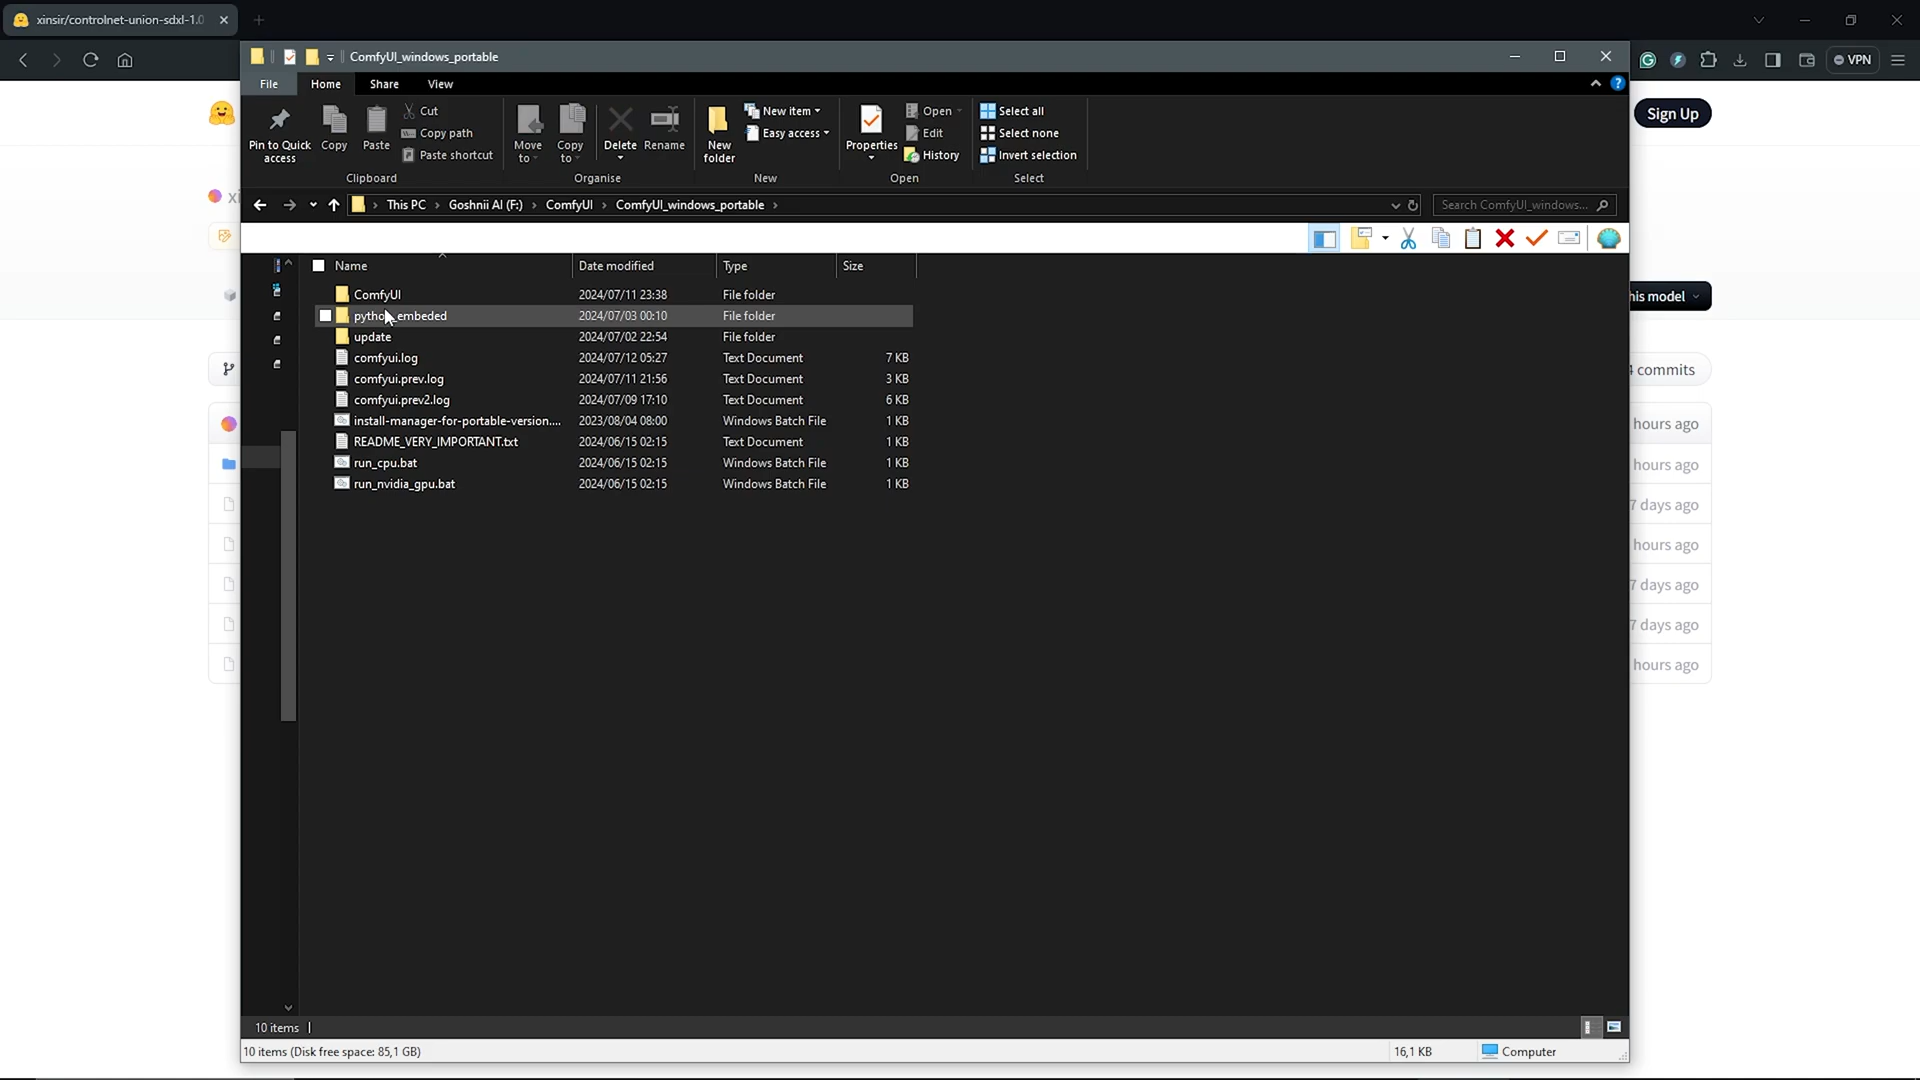 xinsir/controlnet-union-sdxl-1.0
ComfyUI_windows_portable
VPN
File Home Share View
Sign Up
Pin to Quick access
Copy
Paste
Cut
Copy path
Paste shortcut
Move to
Copy to
Delete
Rename
New folder
New item
Easy access
Properties
Open
Edit
History
Select all
Select none
Invert selection
Clipboard Organise New Open Select
This PC > Goshnii AI (F:) > ComfyUI > ComfyUI_windows_portable >
Search ComfyUI_windows...
xi
Name Date modified Type Size
ComfyUI 2024/07/11 23:38 File folder
his model
python_embeded 2024/07/03 00:10 File folder
update 2024/07/02 22:54 File folder
comfyui.log 2024/07/12 05:27 Text Document 7 KB
commits
comfyui.prev.log 2024/07/11 21:56 Text Document 3 KB
comfyui.prev2.log 2024/07/09 17:10 Text Document 6 KB
install-manager-for-portable-version.... 2023/08/04 08:00 Windows Batch File 1 KB
hours ago
README_VERY_IMPORTANT.txt 2024/06/15 02:15 Text Document 1 KB
run_cpu.bat 2024/06/15 02:15 Windows Batch File 1 KB
hours ago
run_nvidia_gpu.bat 2024/06/15 02:15 Windows Batch File 1 KB
7 days ago
hours ago
7 days ago
7 days ago
hours ago
10 items
10 items (Disk free space: 85,1 GB) 16,1 KB Computer